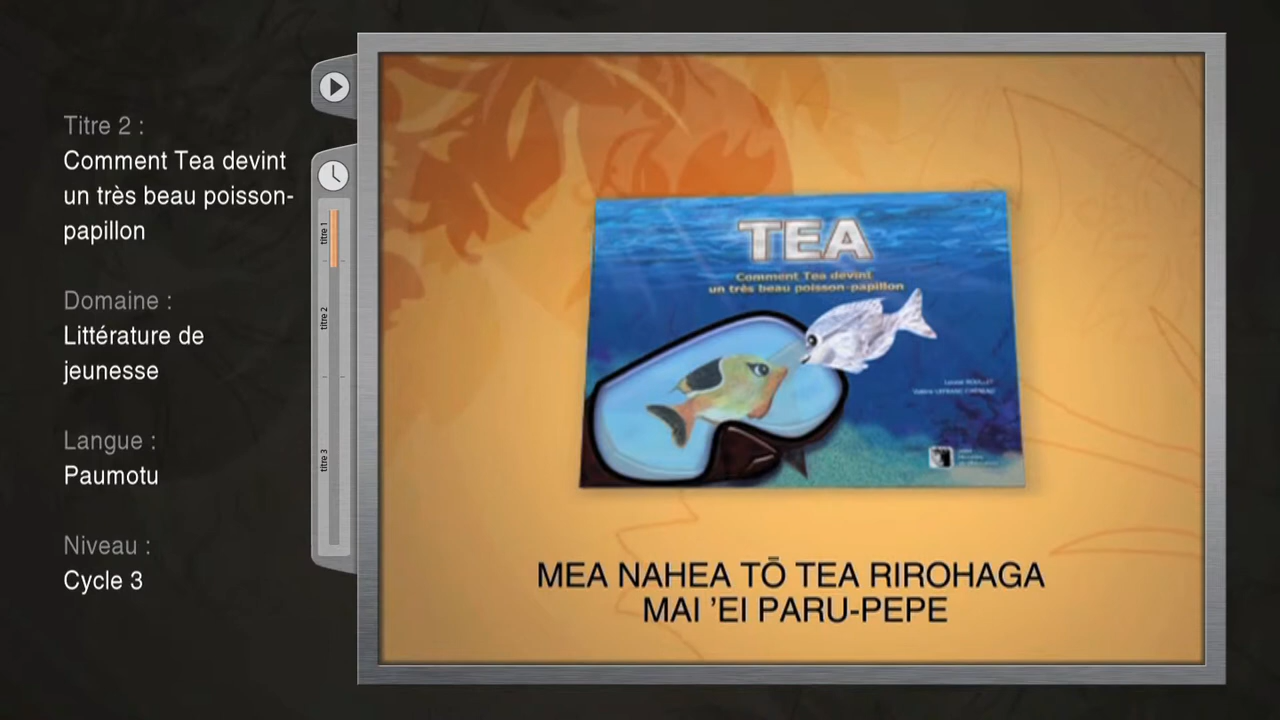 Titre 2 :
Comment Tea devint
un très beau poisson-
papillon
Domaine :
Littérature de
jeunesse
Langue :
Paumotu
Niveau :
Cycle 3
titre 1
titre 2
titre 3
TEA
Comment Tea devint
un très beau poisson-papillon
MEA NAHEA TŌ TEA RIROHAGA
MAI ’EI PARU-PEPE